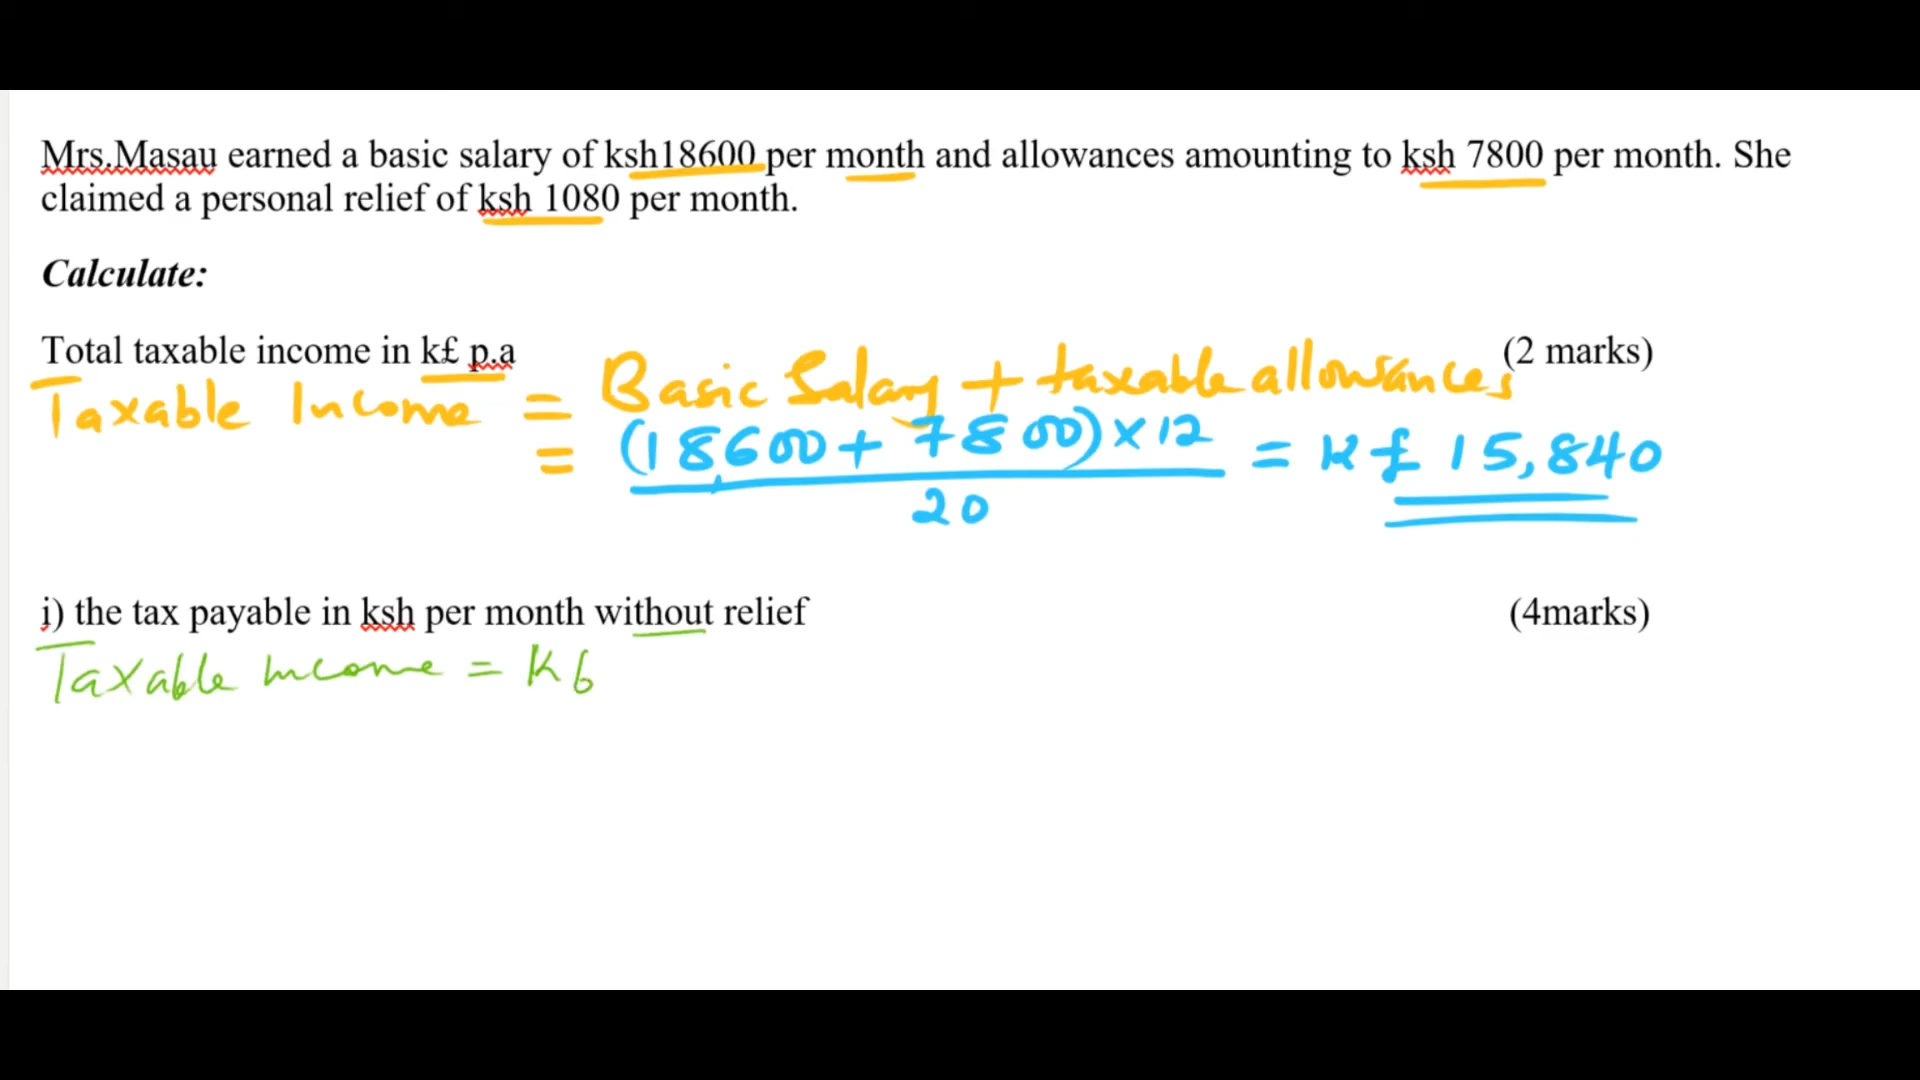 Mrs.Masau earned a basic salary of ksh18600 per month and allowances amounting to ksh 7800 per month. She
claimed a personal relief of ksh 1080 per month.
Calculate:
Total taxable income in k£ p.a (2 marks)
Taxable Income = Basic Salary + taxable allowances
= (18,600 + 7800) × 12 = K£ 15,840
20
i) the tax payable in ksh per month without relief (4marks)
Taxable income = K6